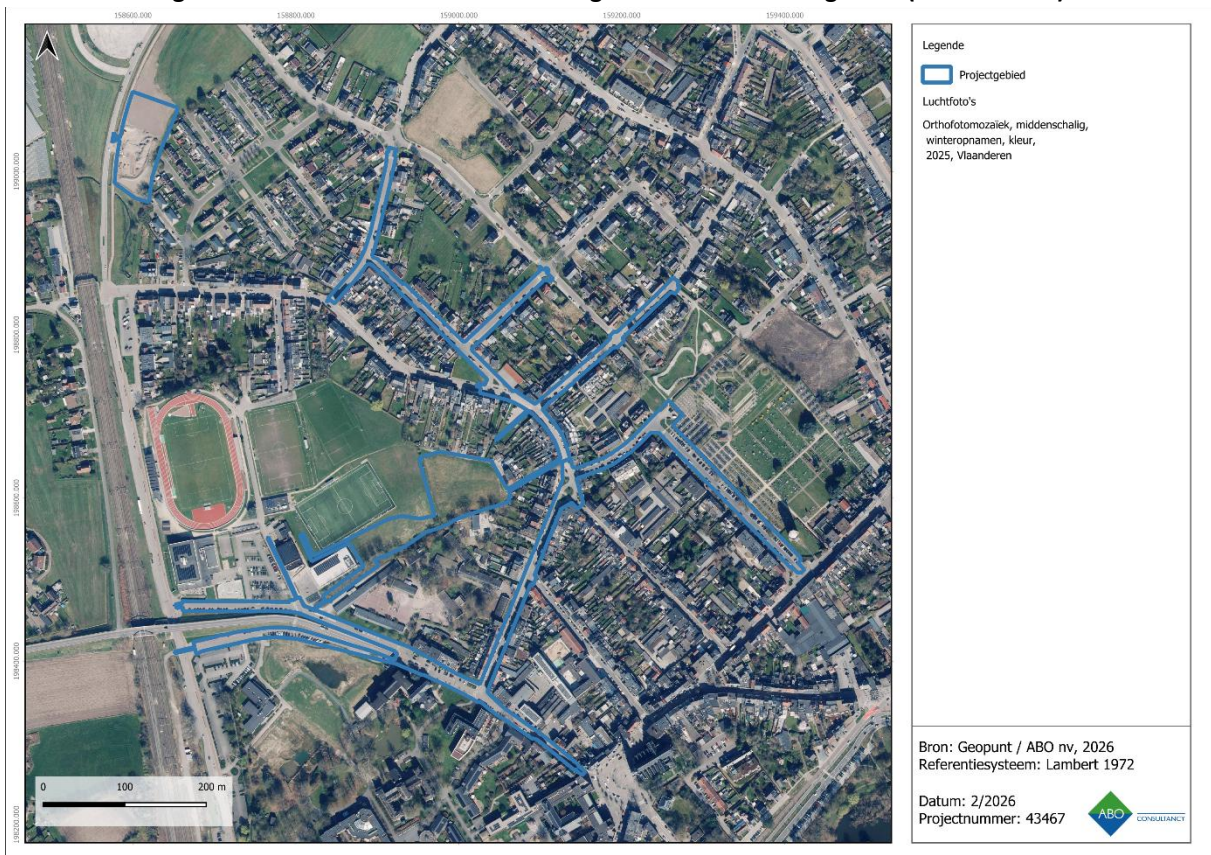 158600.000
158800.000
159000.000
159200.000
159400.000
199000.000
198800.000
198600.000
198400.000
198200.000
0
100
200 m
Legende
Projectgebied
Luchtfoto's
Orthofotomozaïek, middenschalig,
winteropnamen, kleur,
2025, Vlaanderen
Bron: Geopunt / ABO nv, 2026
Referentiesysteem: Lambert 1972
Datum: 2/2026
Projectnummer: 43467
ABO
CONSULTANCY